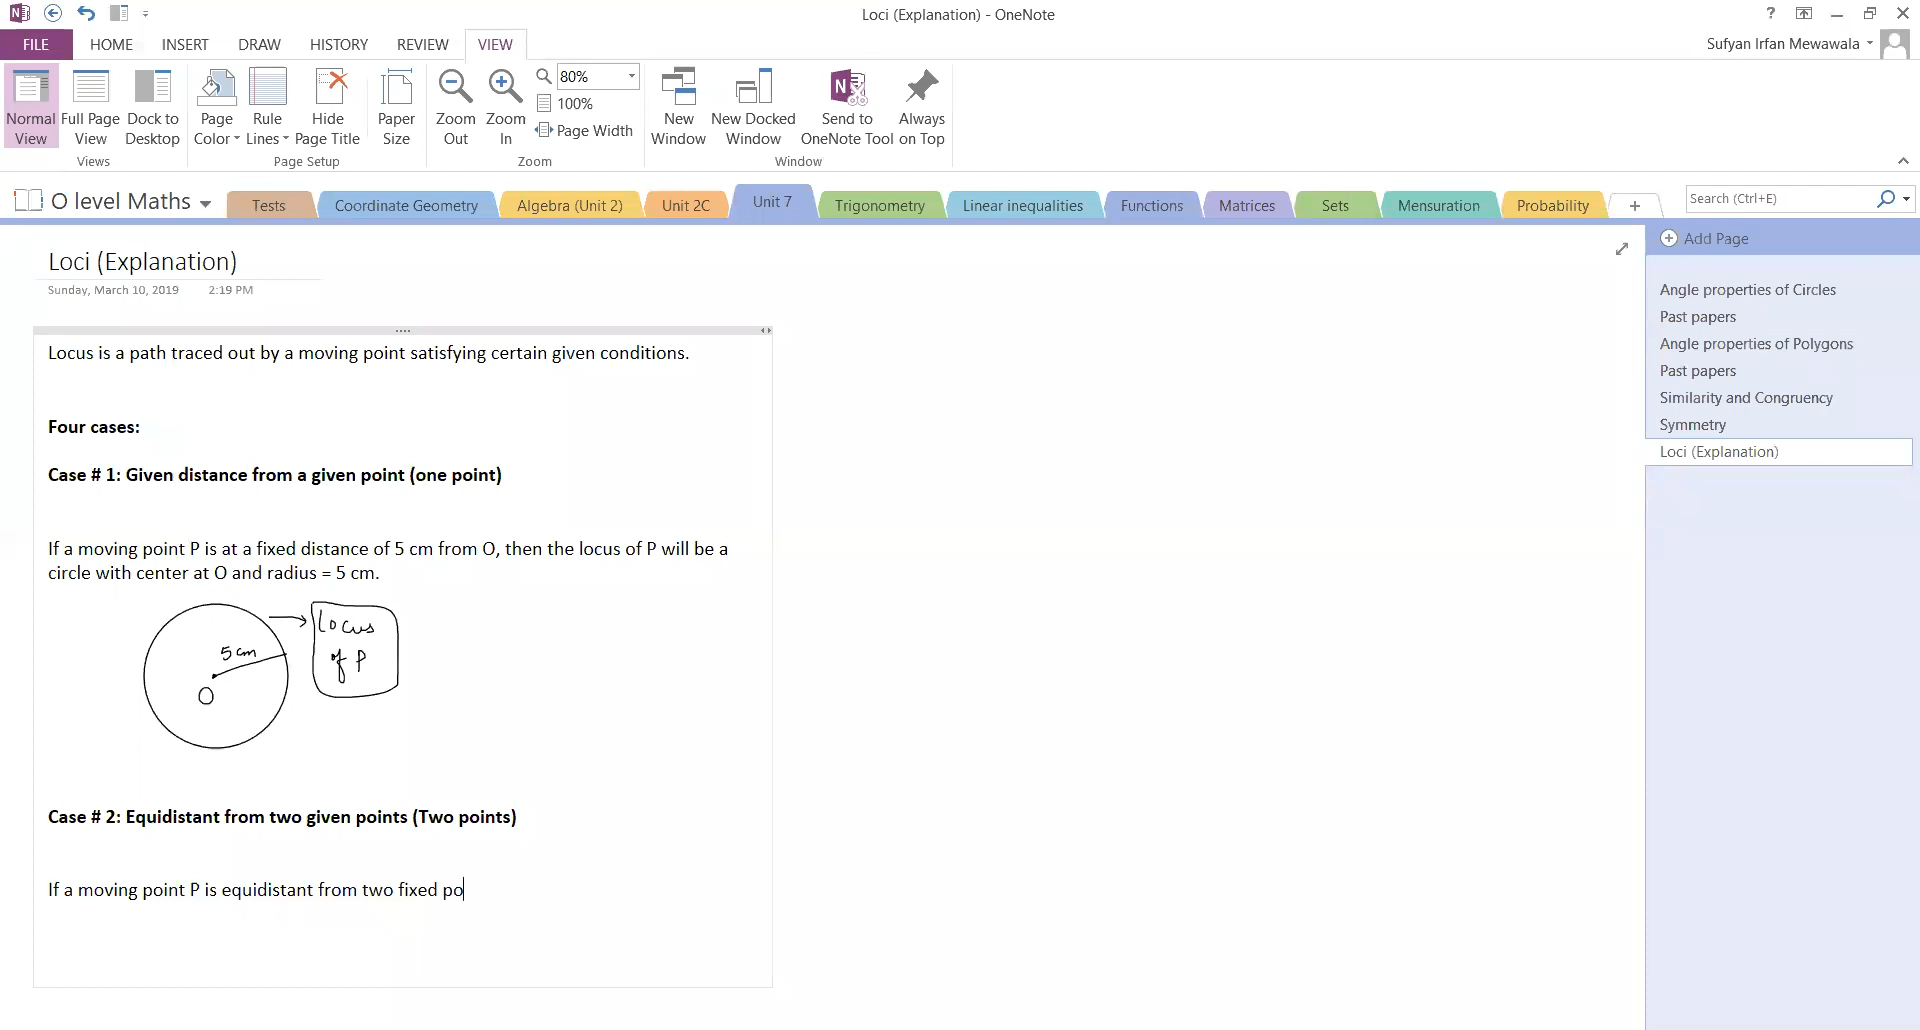 Loci (Explanation) - OneNote
?
FILE
HOME
INSERT
DRAW
HISTORY
REVIEW
VIEW
Sufyan Irfan Mewawala
Normal View
Full Page View
Dock to Desktop
Page Color
Rule Lines
Hide Page Title
Paper Size
Zoom Out
Zoom In
80%
100%
Page Width
New Window
New Docked Window
Send to OneNote Tool
Always on Top
Views
Page Setup
Zoom
Window
O level Maths
Tests
Coordinate Geometry
Algebra (Unit 2)
Unit 2C
Unit 7
Trigonometry
Linear inequalities
Functions
Matrices
Sets
Mensuration
Probability
+
Search (Ctrl+E)
Loci (Explanation)
Sunday, March 10, 2019 2:19 PM
Locus is a path traced out by a moving point satisfying certain given conditions.
Four cases:
Case # 1: Given distance from a given point (one point)
If a moving point P is at a fixed distance of 5 cm from O, then the locus of P will be a
circle with center at O and radius = 5 cm.
5 cm
O
Locus
of P
Case # 2: Equidistant from two given points (Two points)
If a moving point P is equidistant from two fixed po
Add Page
Angle properties of Circles
Past papers
Angle properties of Polygons
Past papers
Similarity and Congruency
Symmetry
Loci (Explanation)